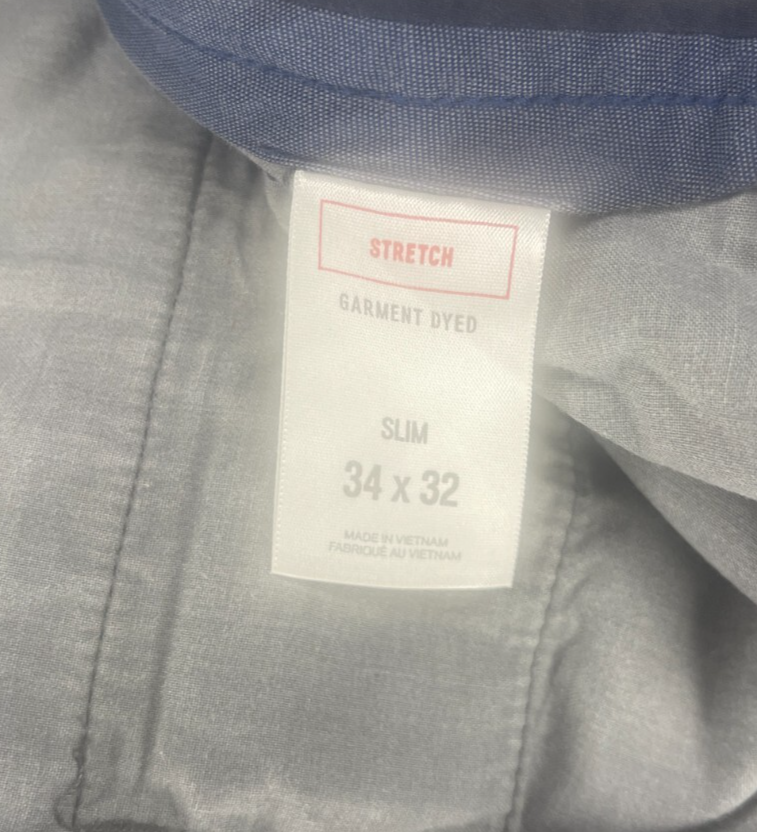 STRETCH
GARMENT DYED
SLIM
34 x 32
MADE IN VIETNAM
FABRIQUÉ AU VIETNAM